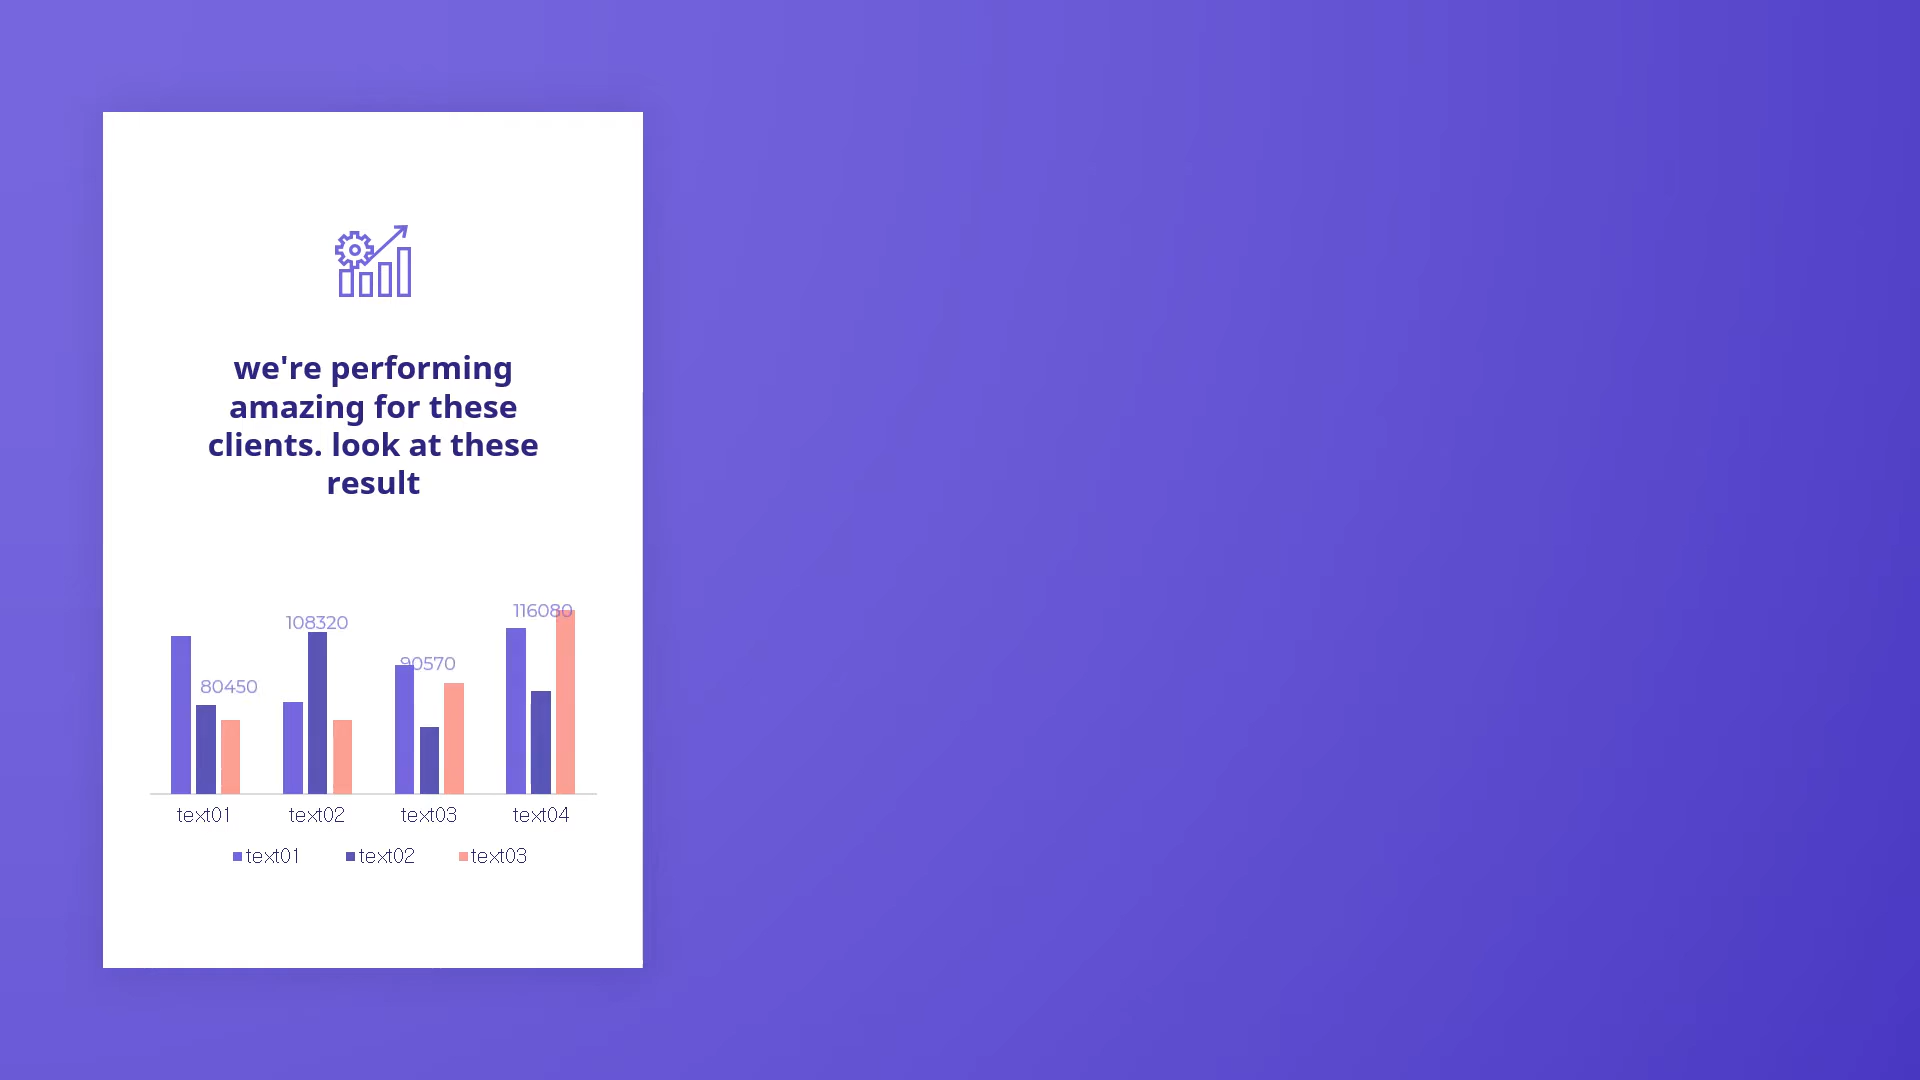 we're performing
amazing for these
clients. look at these
result
116080
108320
90570
80450
text01 text02 text03 text04
text01 text02 text03